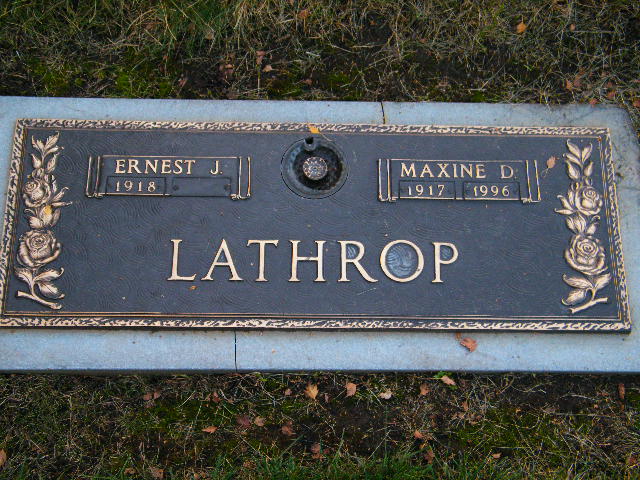 ERNEST J.
1918
MAXINE D.
1917 1996
LATHROP